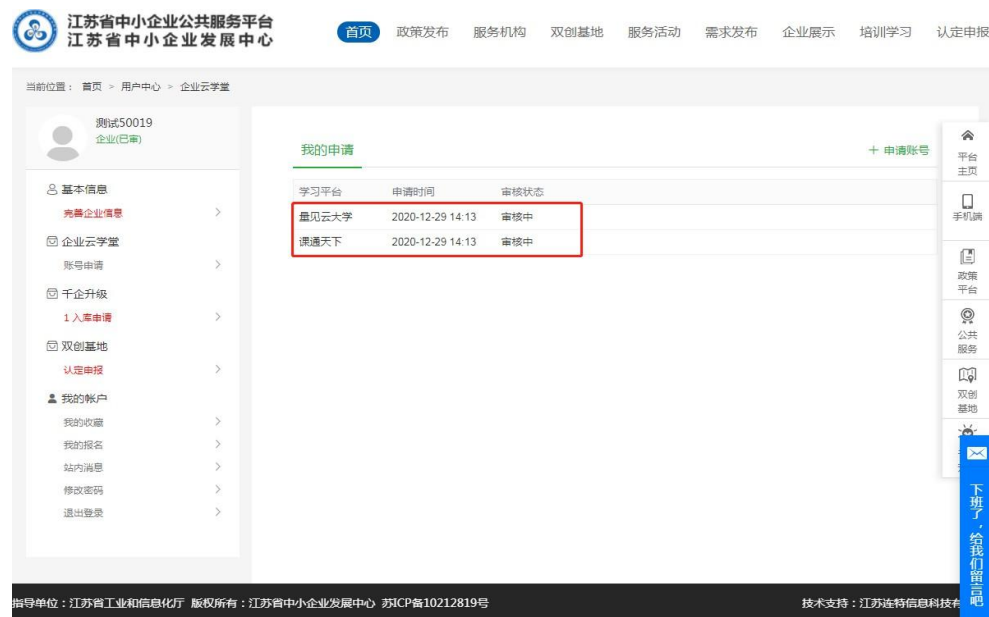 江苏省中小企业公共服务平台
江苏省中小企业发展中心
首页 政策发布 服务机构 双创基地 服务活动 需求发布 企业展示 培训学习 认定申报
当前位置： 首页 > 用户中心 > 企业云学堂
测试50019
企业(已审)
基本信息
完善企业信息 >
企业云学堂
账号申请 >
千企升级
1 入库申请 >
双创基地
认定申报 >
我的帐户
我的收藏 >
我的报名 >
站内消息 >
修改密码 >
退出登录 >
我的申请
+ 申请账号
学习平台 申请时间 审核状态
量见云大学 2020-12-29 14:13 审核中
课通天下 2020-12-29 14:13 审核中
平台
主页
手机端
政策
平台
公共
服务
双创
基地
下班了，给我们留言吧
指导单位：江苏省工业和信息化厅 版权所有：江苏省中小企业发展中心 苏ICP备10212819号
技术支持：江苏连特信息科技